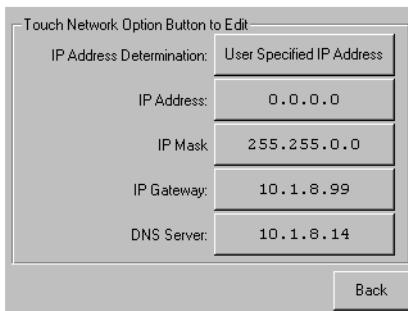 Touch Network Option Button to Edit
IP Address Determination: User Specified IP Address
IP Address: 0.0.0.0
IP Mask 255.255.0.0
IP Gateway: 10.1.8.99
DNS Server: 10.1.8.14
Back